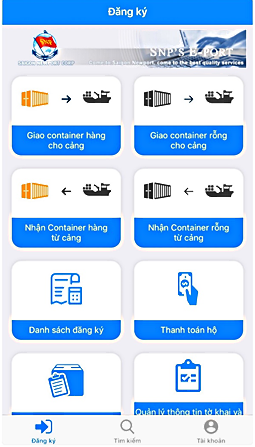 Đăng ký
SNP'S E-PORT
SAIGON NEWPORT CORP
come to Saigon Newport, come to the best quality services
Giao container hàng
cho cảng
Giao container rỗng
cho cảng
Nhận Container hàng
từ cảng
Nhận Container rỗng
từ cảng
Danh sách đăng ký
Thanh toán hộ
Quản lý thông tin tờ khai và
Đăng ký
Tìm kiếm
Tài khoản